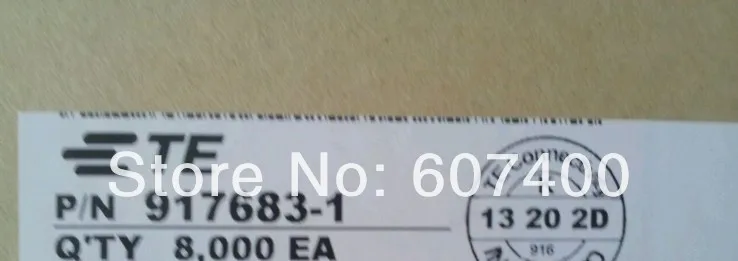 TE
Store No: 607400
P/N 917683-1
Q'TY 8,000 EA
13 20 2D
916